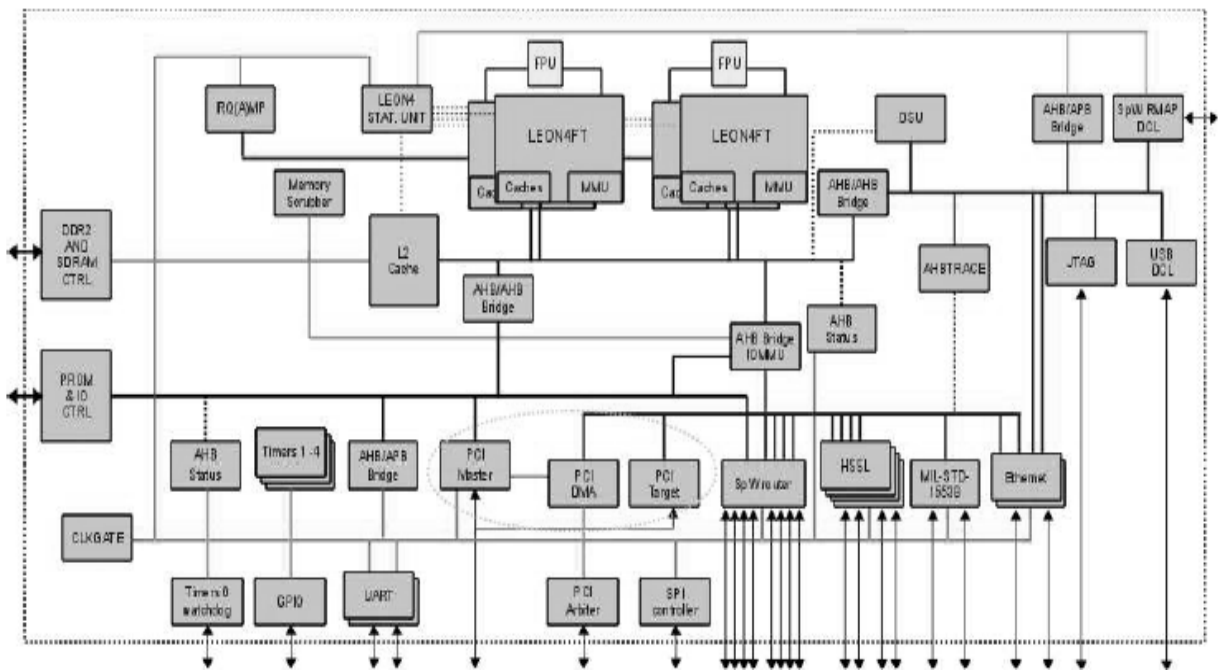 FPU
FPU
IRQ(A)MP
LEON4
STAT. UNIT
LEON4FT
LEON4FT
DSU
AHB/APB
Bridge
SpW RMAP
DCL
Memory
Scrubber
Caches
MMU
Caches
MMU
AHB/AHB
Bridge
DDR2
AND
SDRAM
CTRL
L2
Cache
AHBTRACE
JTAG
USB
DCL
AHB/AHB
Bridge
AHB
Status
AHB Bridge
IOMMU
PROM
& IO
CTRL
AHB
Status
Timers 1 -4
AHB/APB
Bridge
PCI
Master
PCI
DMA
PCI
Target
SpW router
HSSL
MIL-STD-
1553B
Ethernet
CLKGATE
Timers 0
watchdog
GPIO
UART
PCI
Arbiter
SPI
controller